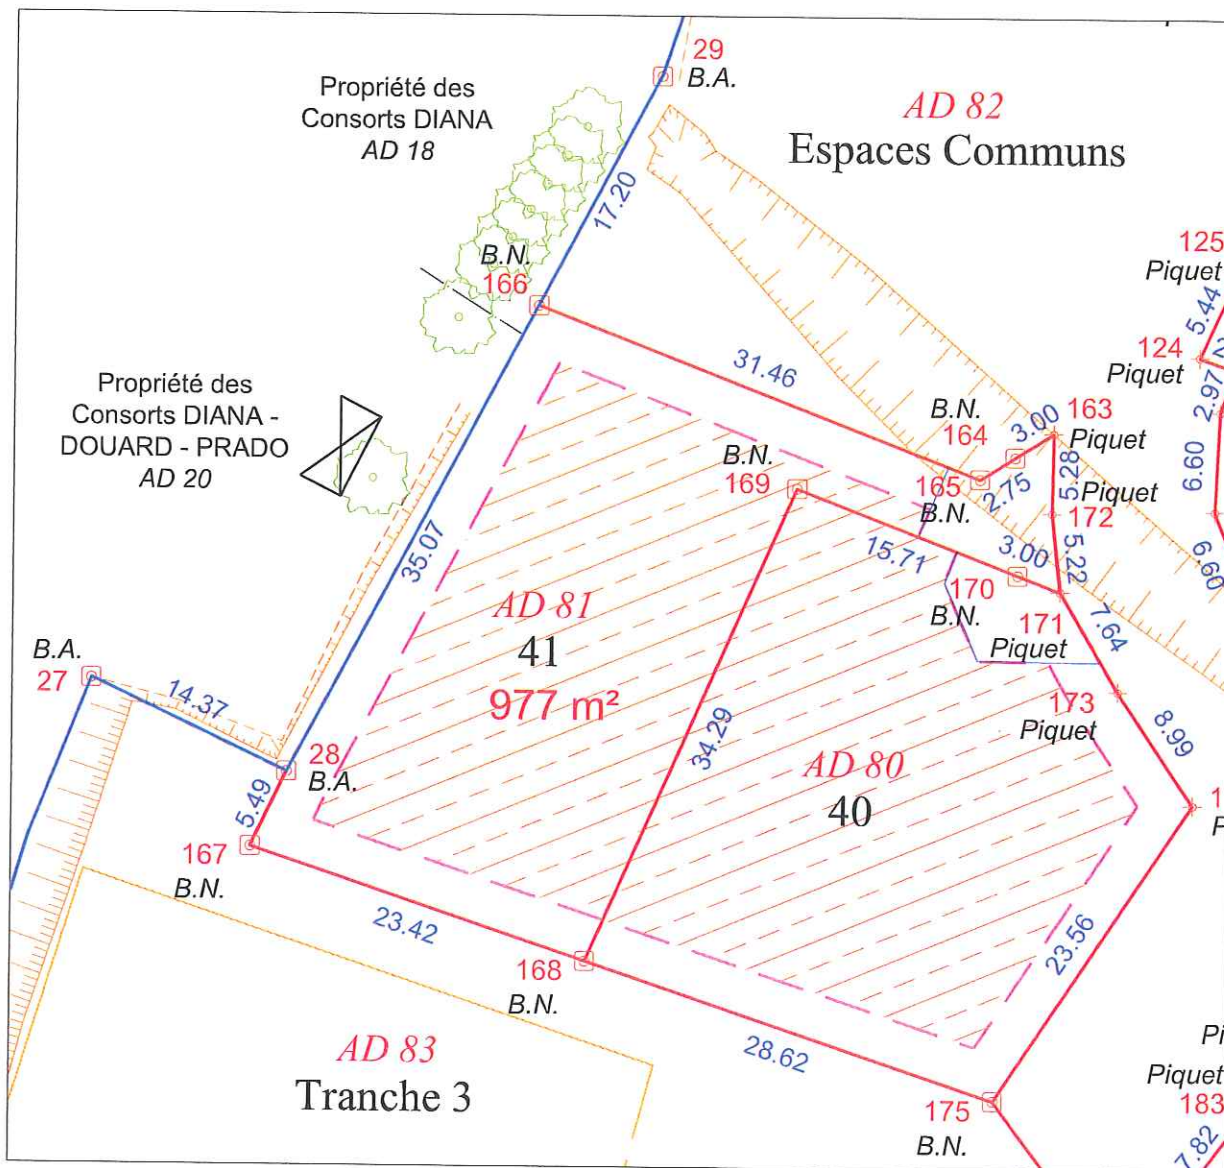 29
B.A.
Propriété des
Consorts DIANA
AD 18
AD 82
Espaces Communs
17.20
B.N.
166
125
Piquet
5.44
124
Piquet
2.97
31.46
Propriété des
Consorts DIANA -
DOUARD - PRADO
AD 20
B.N.
164
3.00
163
Piquet
B.N.
169
165
B.N.
2.75
5.28
Piquet
172
6.60
35.07
15.71
3.00
5.22
6.60
170
B.N.
171
Piquet
7.64
AD 81
41
977 m²
B.A.
27
14.37
34.29
173
Piquet
8.99
28
B.A.
AD 80
40
5.49
167
B.N.
23.42
168
B.N.
23.56
28.62
AD 83
Tranche 3
175
B.N.
Piquet
183
7.82